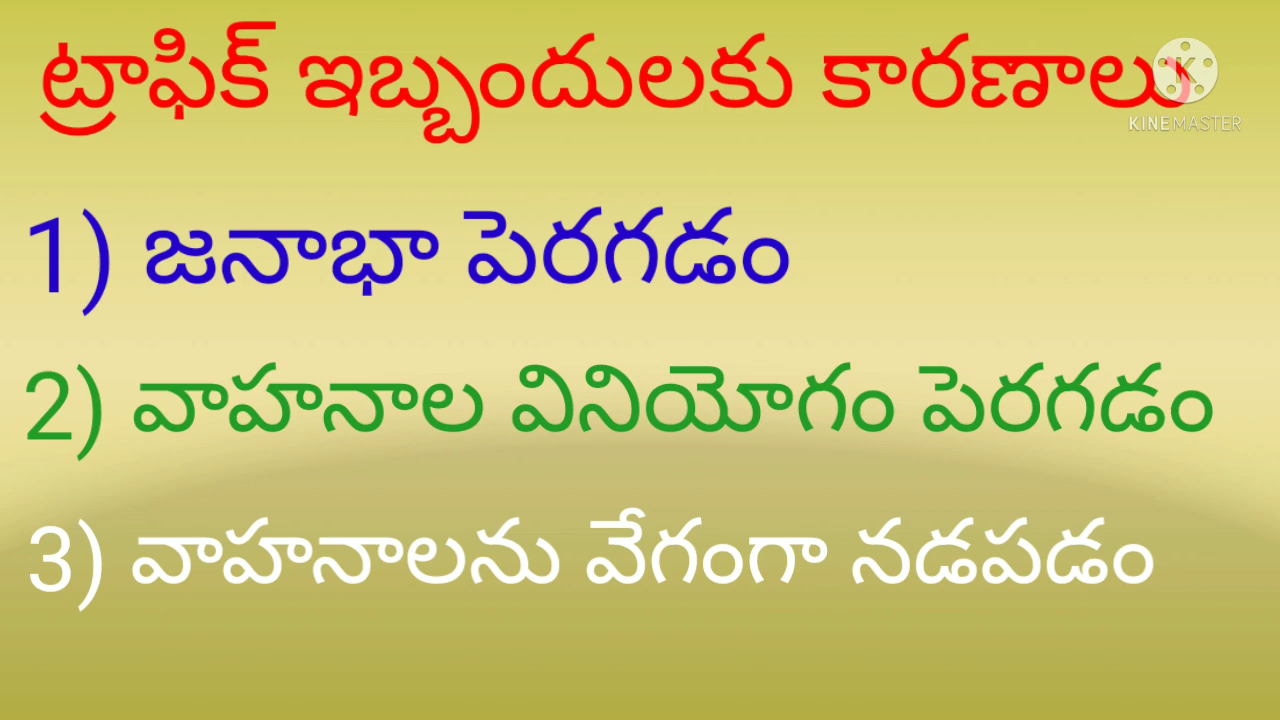 ట్రాఫిక్ ఇబ్బందులకు కారణాలు
KINEMASTER
1) జనాభా పెరగడం
2) వాహనాల వినియోగం పెరగడం
3) వాహనాలను వేగంగా నడపడం